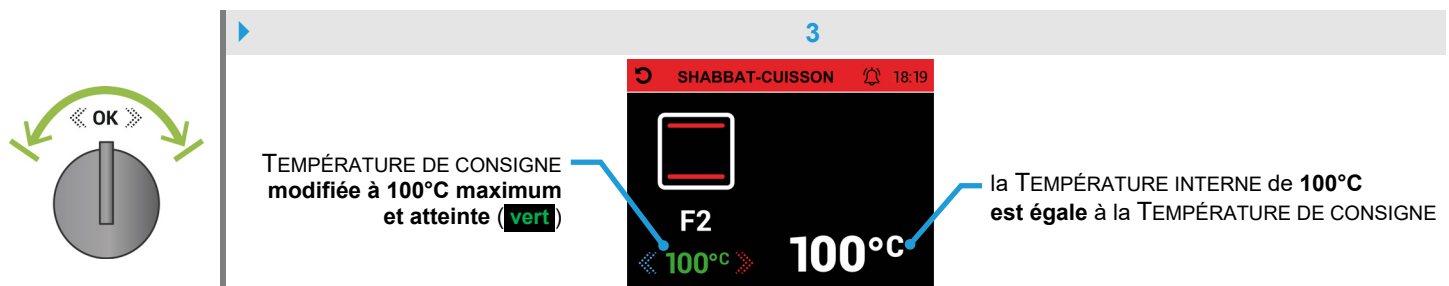 3
OK
SHABBAT-CUISSON 18:19
TEMPÉRATURE DE CONSIGNE
modifiée à 100°C maximum
et atteinte (vert)
F2
100°C
100°C
la TEMPÉRATURE INTERNE de 100°C
est égale à la TEMPÉRATURE DE CONSIGNE